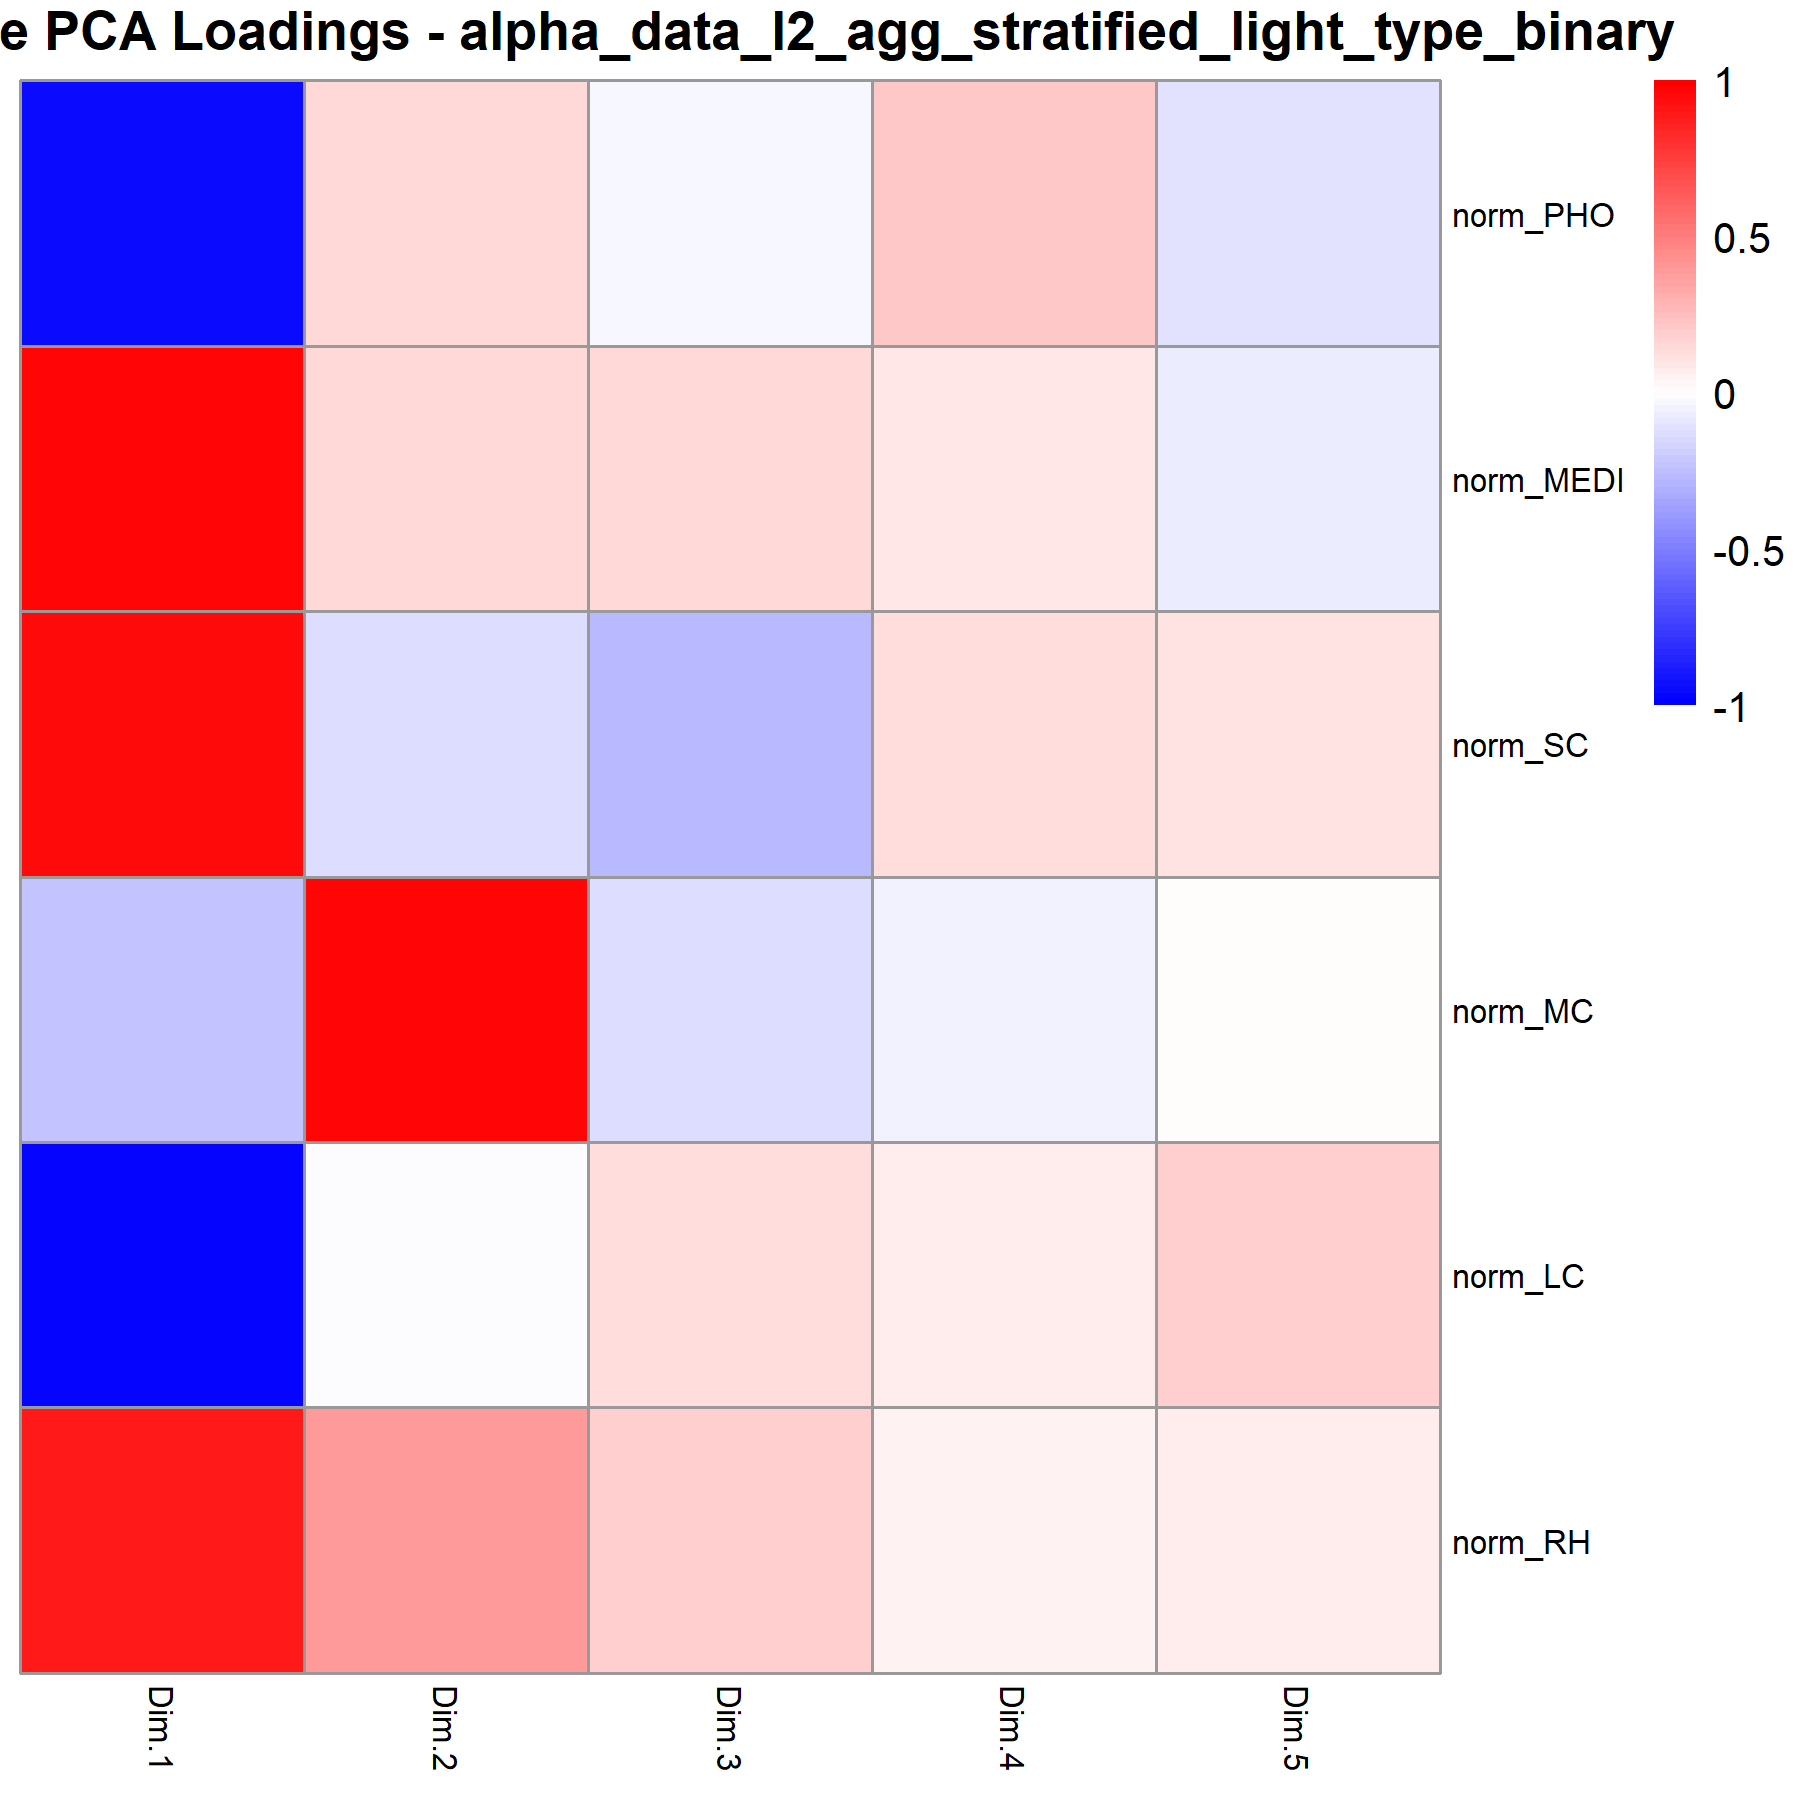 e PCA Loadings - alpha_data_l2_agg_stratified_light_type_binary
1
0.5
0
-0.5
-1
norm_PHO
norm_MEDI
norm_SC
norm_MC
norm_LC
norm_RH
Dim.1
Dim.2
Dim.3
Dim.4
Dim.5